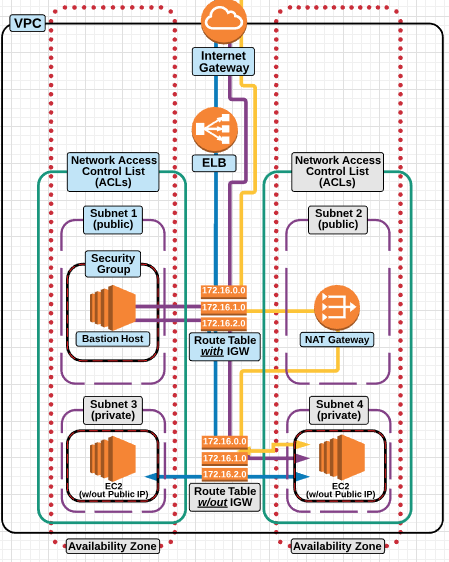 VPC
Internet
Gateway
ELB
Network Access
Control List
(ACLs)
Network Access
Control List
(ACLs)
Subnet 1
(public)
Subnet 2
(public)
Security
Group
Bastion Host
172.16.0.0
172.16.1.0
172.16.2.0
Route Table
with IGW
NAT Gateway
Subnet 3
(private)
Subnet 4
(private)
172.16.0.0
172.16.1.0
172.16.2.0
EC2
(w/out Public IP)
EC2
(w/out Public IP)
Route Table
w/out IGW
Availability Zone
Availability Zone